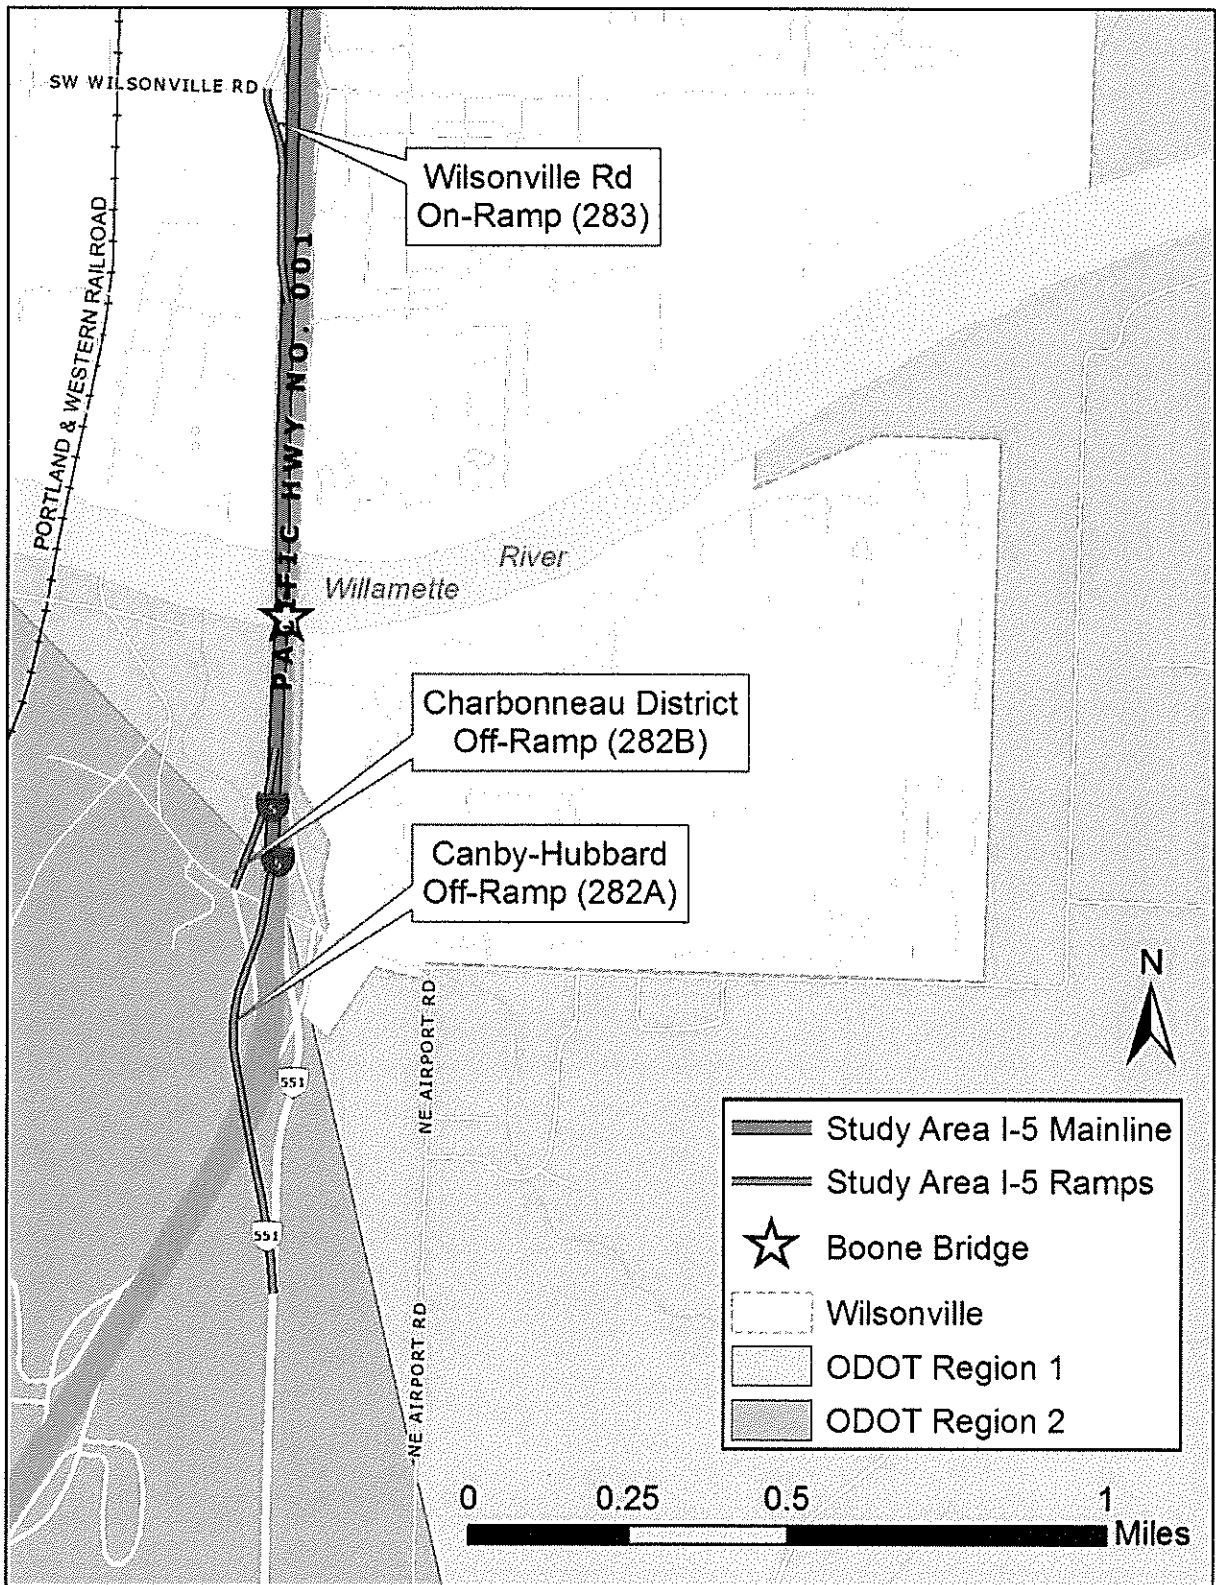 SW WILSONVILLE RD
Wilsonville Rd
On-Ramp (283)
PORTLAND & WESTERN RAILROAD
PACIFIC HWY NO. 001
River
Willamette
Charbonneau District
Off-Ramp (282B)
Canby-Hubbard
Off-Ramp (282A)
N
NE AIRPORT RD
551
551
NE AIRPORT RD
Study Area I-5 Mainline
Study Area I-5 Ramps
Boone Bridge
Wilsonville
ODOT Region 1
ODOT Region 2
0 0.25 0.5 1
Miles